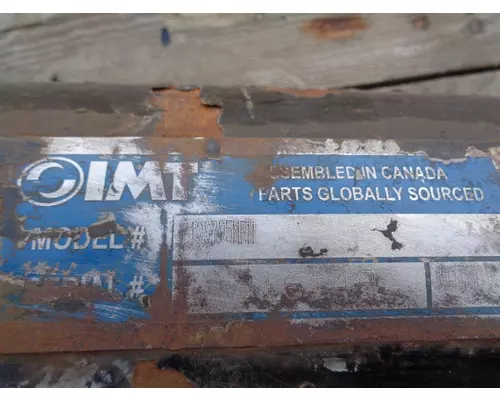 IMT
ASSEMBLED IN CANADA
PARTS GLOBALLY SOURCED
MODEL #
SERIAL #